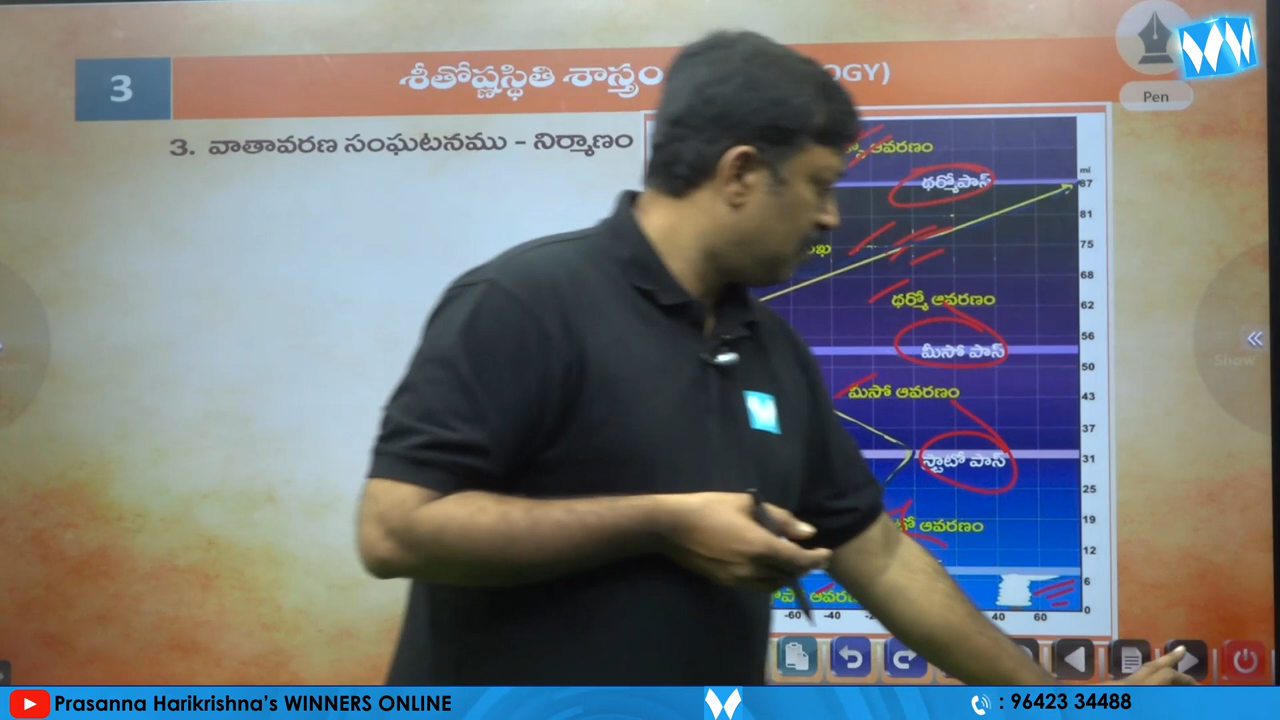 3
శీతోష్ణస్థితి శాస్త్రం OGY)
Pen
3. వాతావరణ సంఘటనము - నిర్మాణం
ఆవరణం
mi
థర్మోపాస్
87
81
75
68
థర్మో ఆవరణం
62
56
మీసో పాస్
50
మిసో ఆవరణం
43
37
స్ట్రాటో పాస్
31
25
ఆవరణం
19
12
6
ఆవరణం
0
-60 -40 40 60
Show
Prasanna Harikrishna's WINNERS ONLINE
: 96423 34488